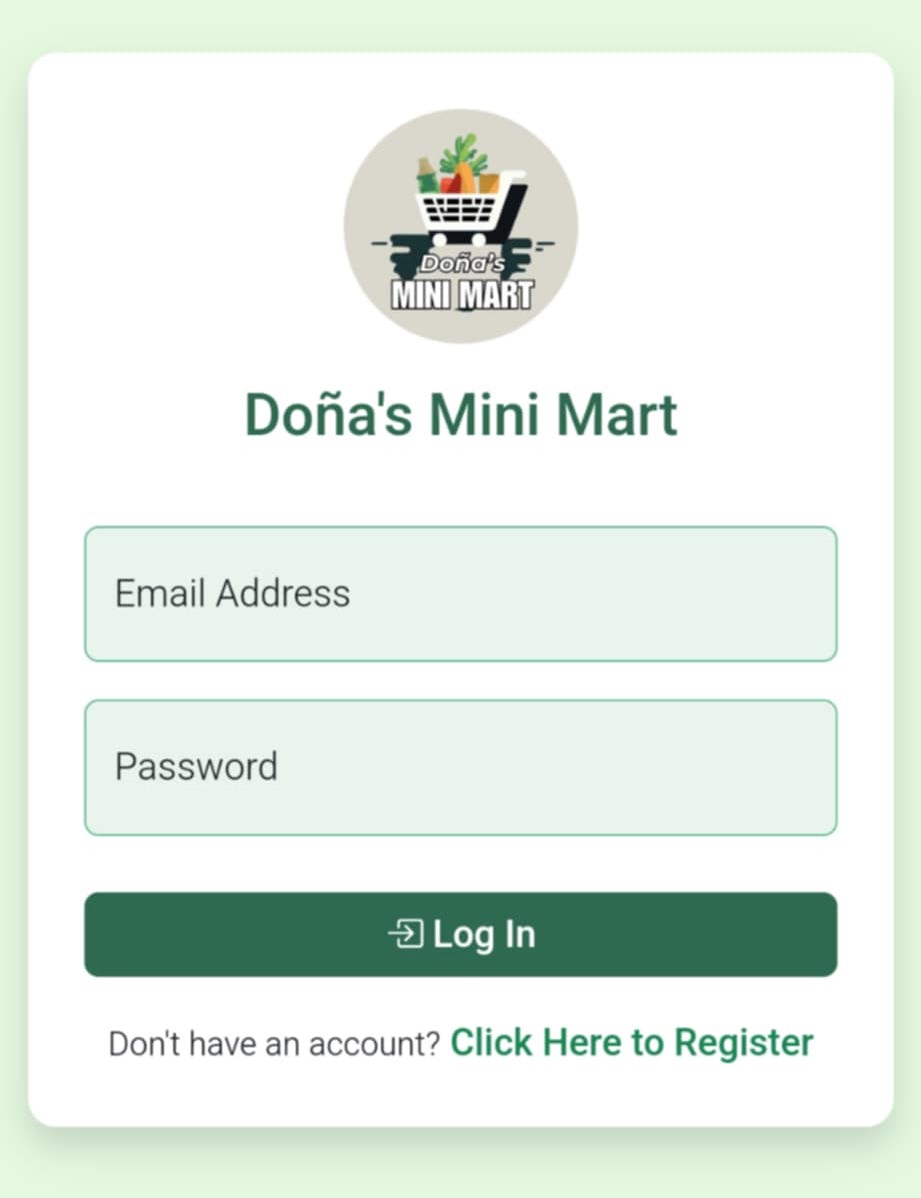 Doña's
MINI MART
Doña's Mini Mart
Email Address
Password
Log In
Don't have an account? Click Here to Register